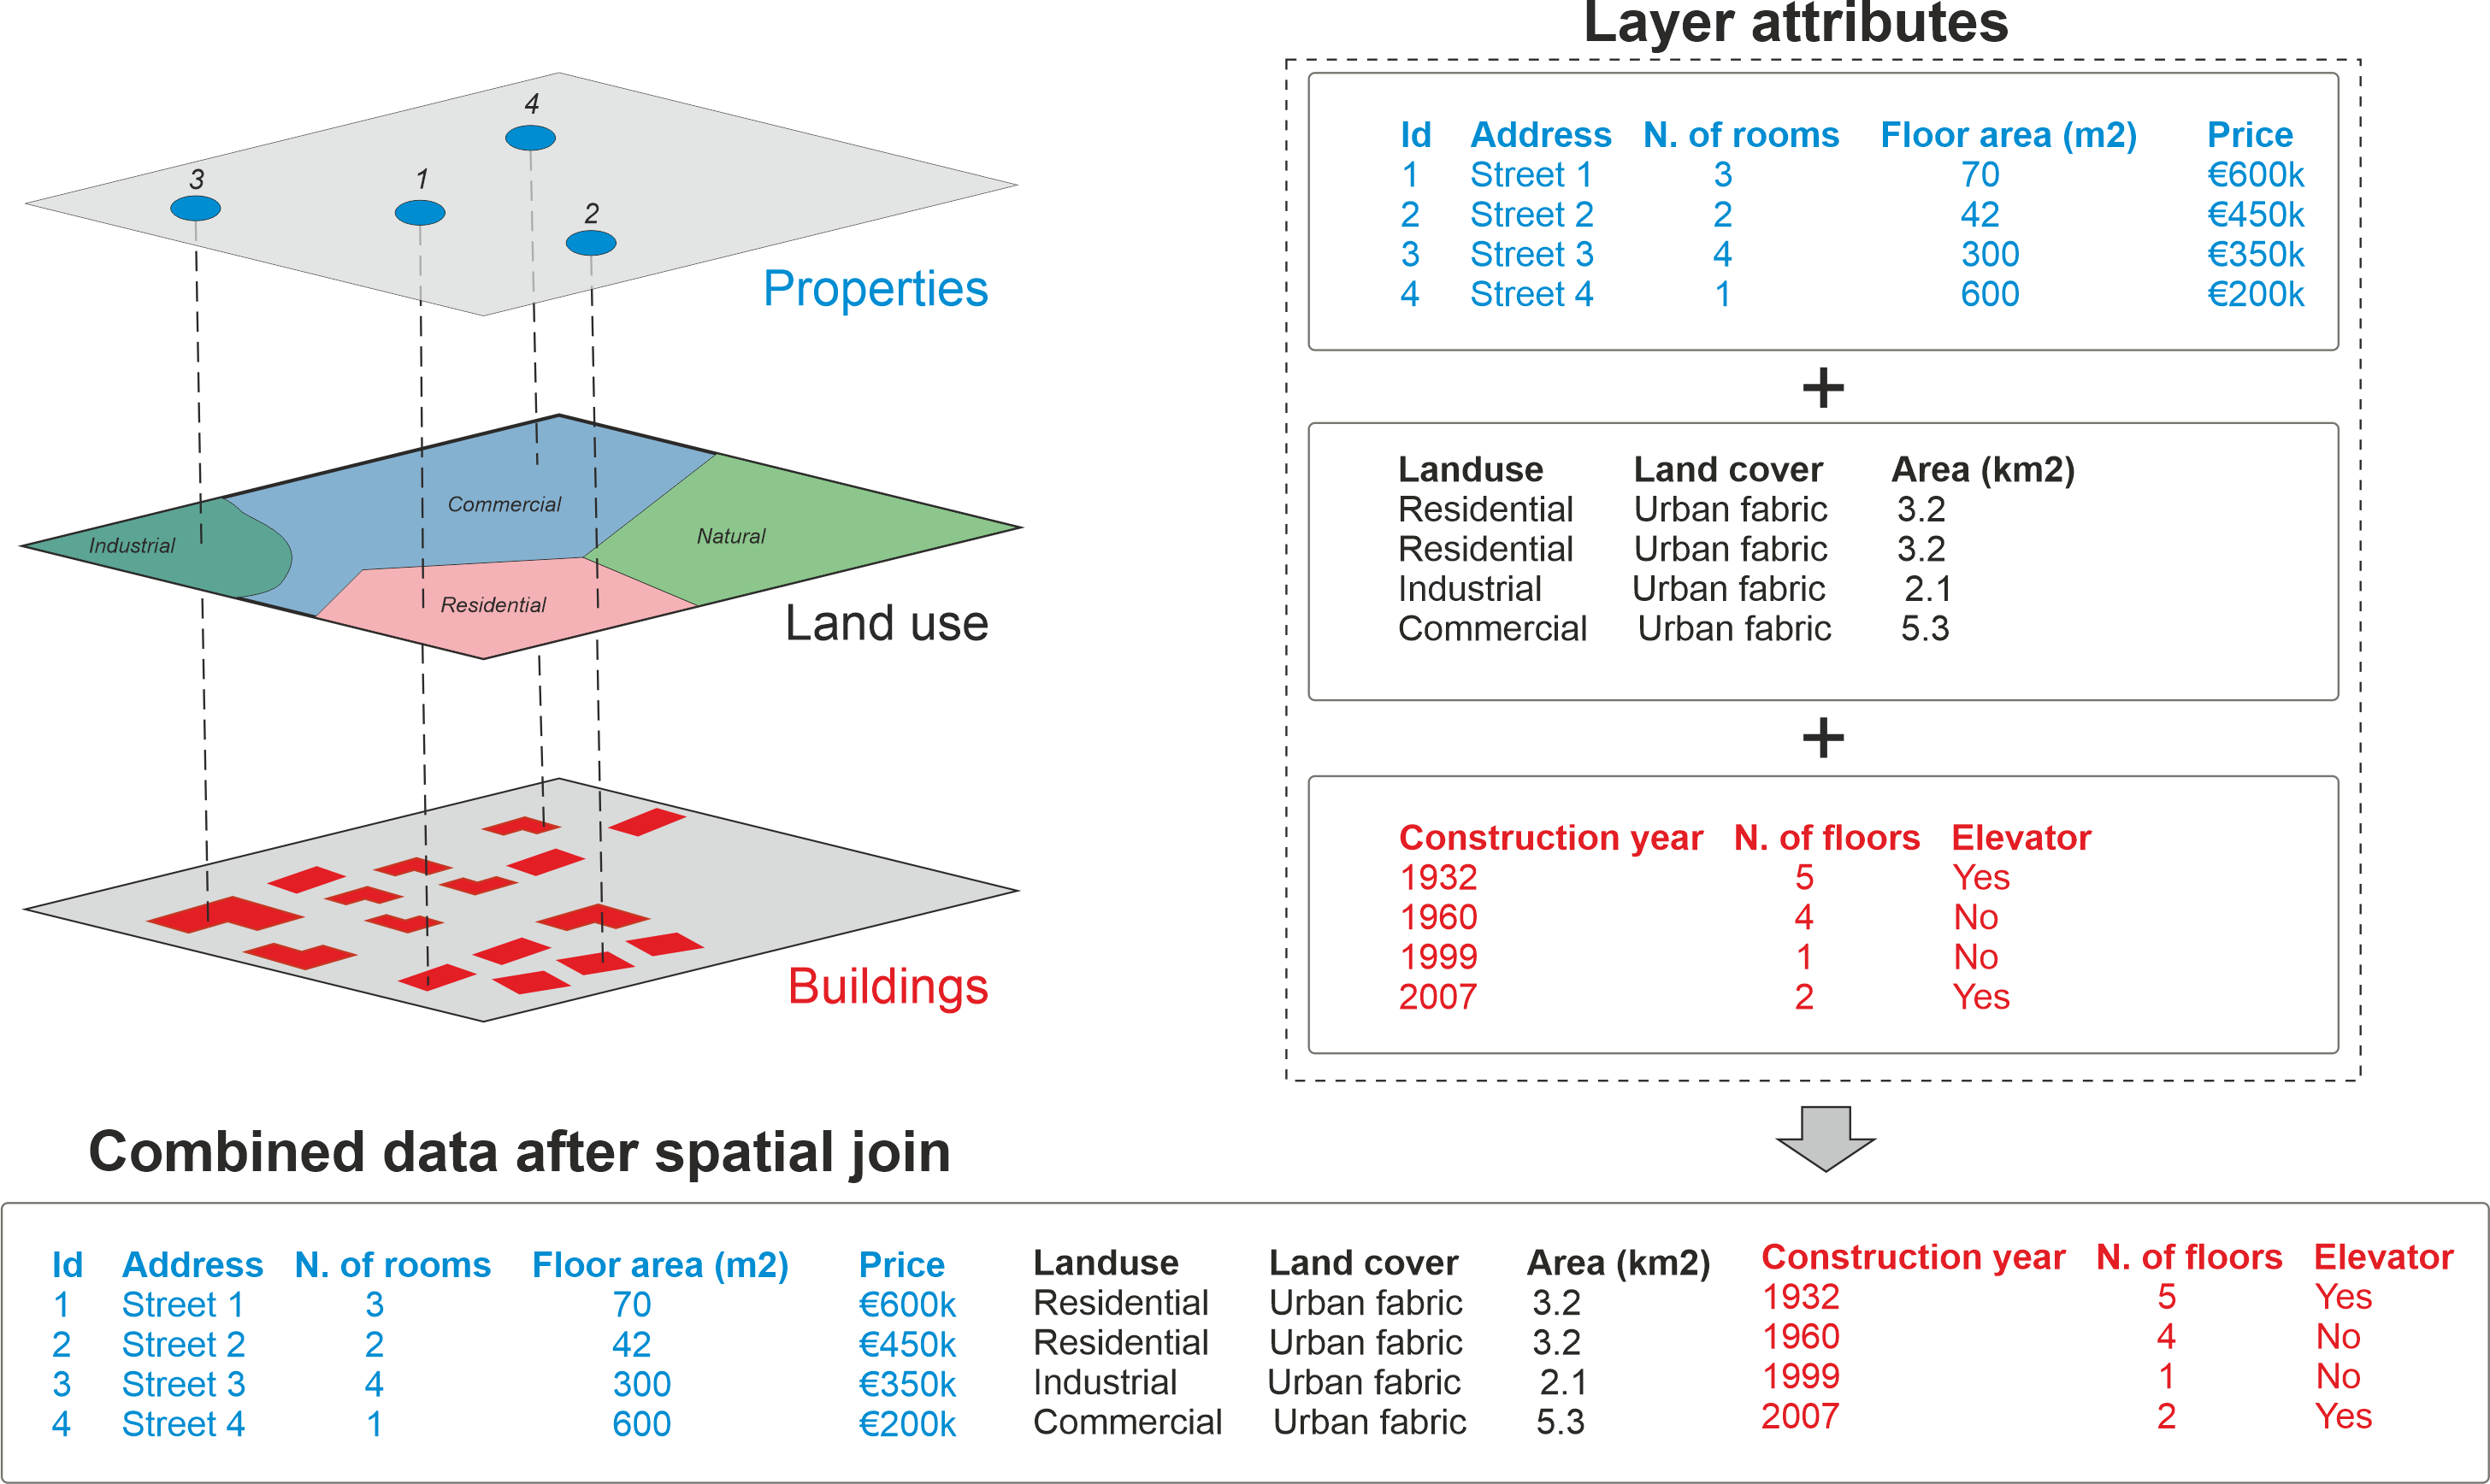 Layer attributes
4
3
1
2
Properties
Commercial
Natural
Industrial
Residential
Land use
Buildings
Id Address N. of rooms Floor area (m2) Price
1 Street 1 3 70 €600k
2 Street 2 2 42 €450k
3 Street 3 4 300 €350k
4 Street 4 1 600 €200k
+
Landuse Land cover Area (km2)
Residential Urban fabric 3.2
Residential Urban fabric 3.2
Industrial Urban fabric 2.1
Commercial Urban fabric 5.3
+
Construction year N. of floors Elevator
1932 5 Yes
1960 4 No
1999 1 No
2007 2 Yes
Combined data after spatial join
Id Address N. of rooms Floor area (m2) Price Landuse Land cover Area (km2) Construction year N. of floors Elevator
1 Street 1 3 70 €600k Residential Urban fabric 3.2 1932 5 Yes
2 Street 2 2 42 €450k Residential Urban fabric 3.2 1960 4 No
3 Street 3 4 300 €350k Industrial Urban fabric 2.1 1999 1 No
4 Street 4 1 600 €200k Commercial Urban fabric 5.3 2007 2 Yes